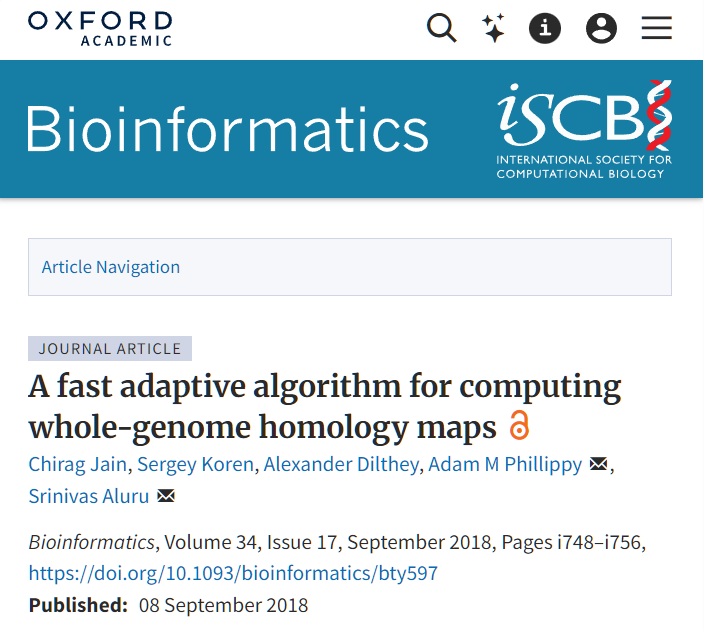 OXFORD
ACADEMIC
Bioinformatics
iSCB
INTERNATIONAL SOCIETY FOR
COMPUTATIONAL BIOLOGY
Article Navigation
JOURNAL ARTICLE
A fast adaptive algorithm for computing
whole-genome homology maps
Chirag Jain, Sergey Koren, Alexander Dilthey, Adam M Phillippy ,
Srinivas Aluru
Bioinformatics, Volume 34, Issue 17, September 2018, Pages i748–i756,
https://doi.org/10.1093/bioinformatics/bty597
Published: 08 September 2018